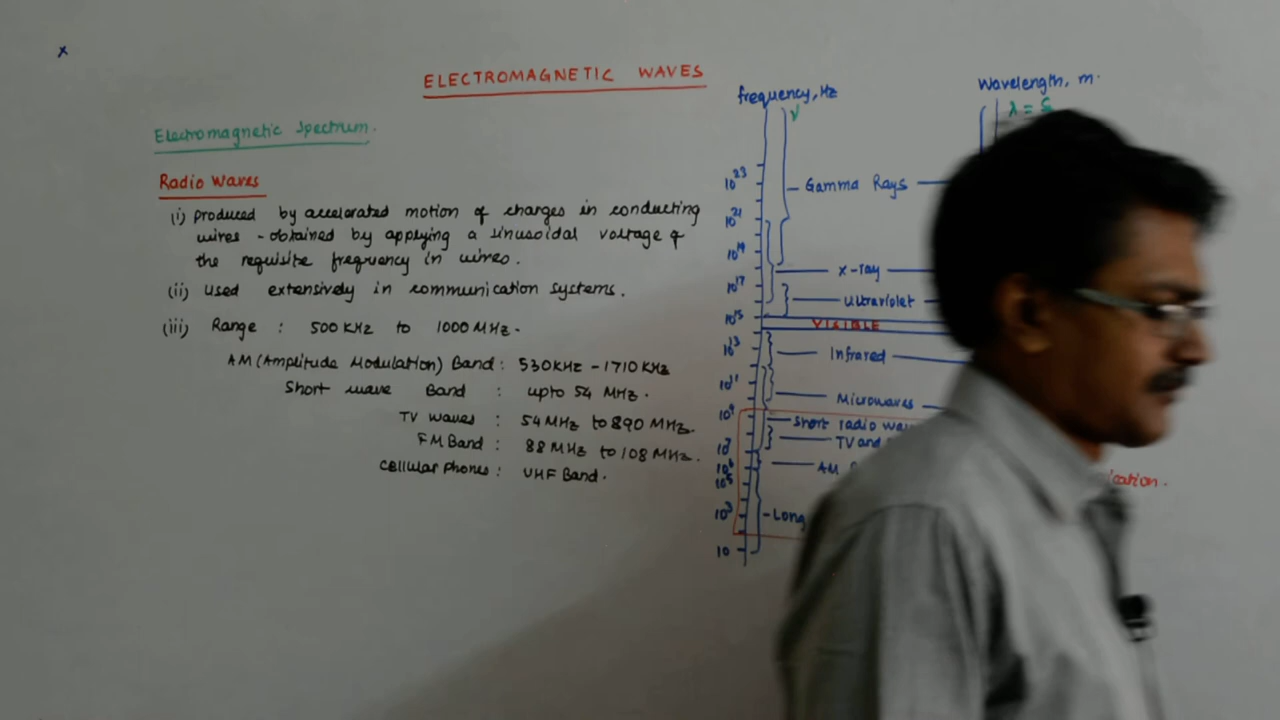 x
ELECTROMAGNETIC WAVES
Electromagnetic Spectrum.
Radio Waves
(i) produced by accelerated motion of charges in conducting
wires - obtained by applying a sinusoidal voltage of
the requisite frequency in wires.
(ii) used extensively in communication systems.
(iii) Range : 500 KHz to 1000 MHz.
AM (Amplitude Modulation) Band : 530KHz - 1710 KHz
Short wave Band : upto 54 MHz.
TV waves : 54 MHz to 890 MHz.
FM Band : 88 MHz to 108 MHz.
Cellular Phones : UHF Band.
frequency, Hz
ν
Wavelength, m.
λ = c
10²³
Gamma Rays
10²¹
10¹⁹
x-ray
10¹⁷
ultraviolet
10¹⁵
VISIBLE
10¹³
Infrared
10¹¹
Microwaves
10⁹
short radio
TV and
10⁷
10⁶
AM
10⁵
10³
Long
10